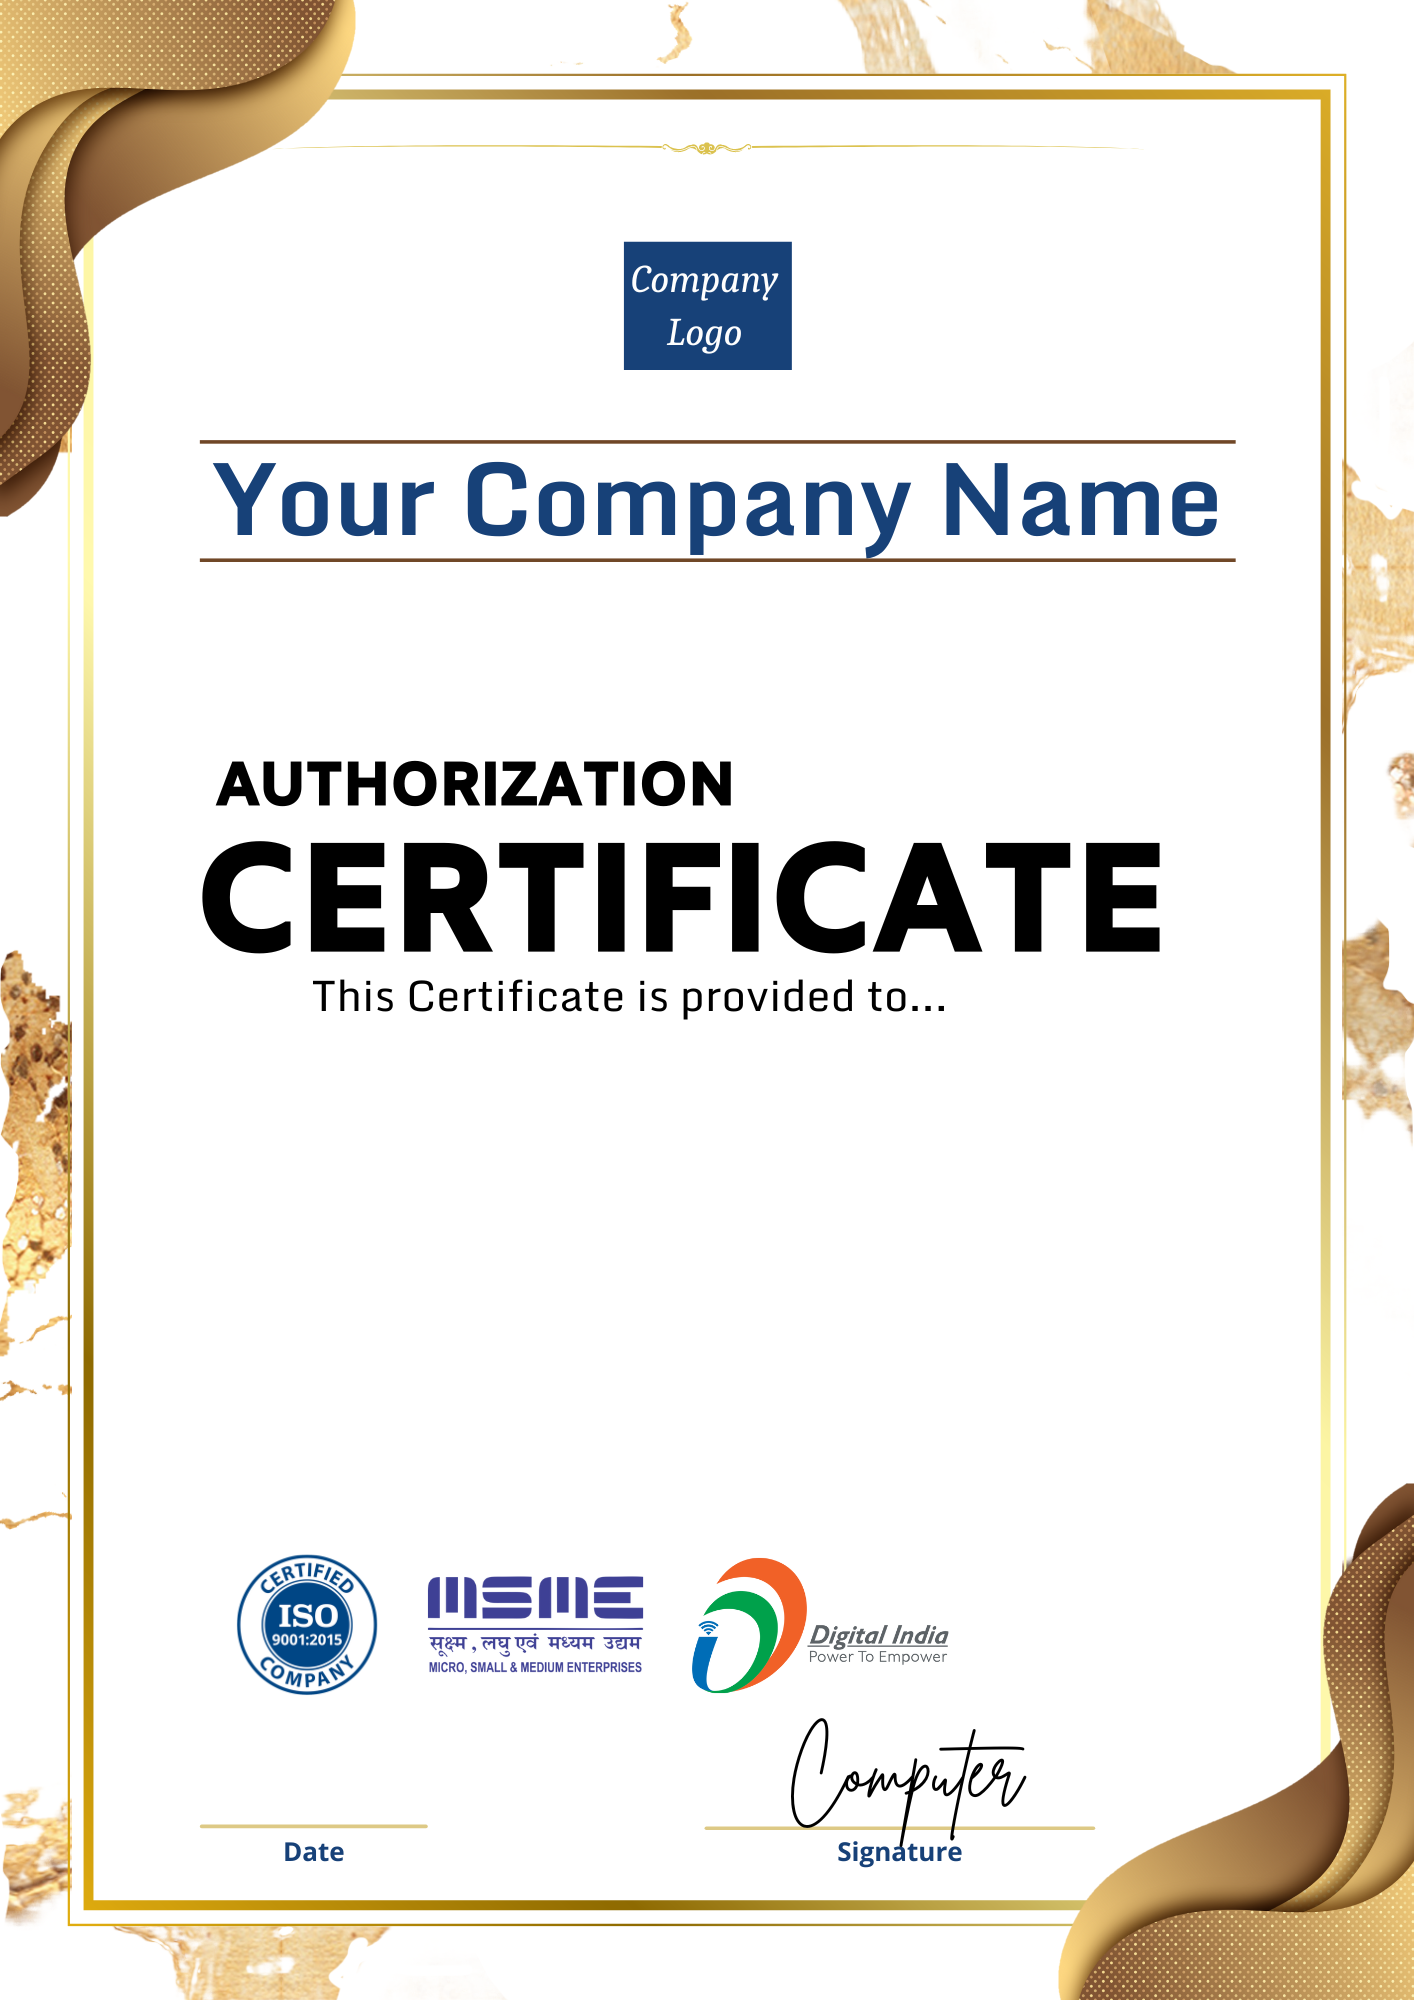 Company
Logo
Your Company Name
AUTHORIZATION
CERTIFICATE
This Certificate is provided to...
CERTIFIED
ISO
9001:2015
COMPANY
MSME
सूक्ष्म , लघु एवं मध्यम उद्यम
MICRO, SMALL & MEDIUM ENTERPRISES
Digital India
Power To Empower
Computer
Date
Signature